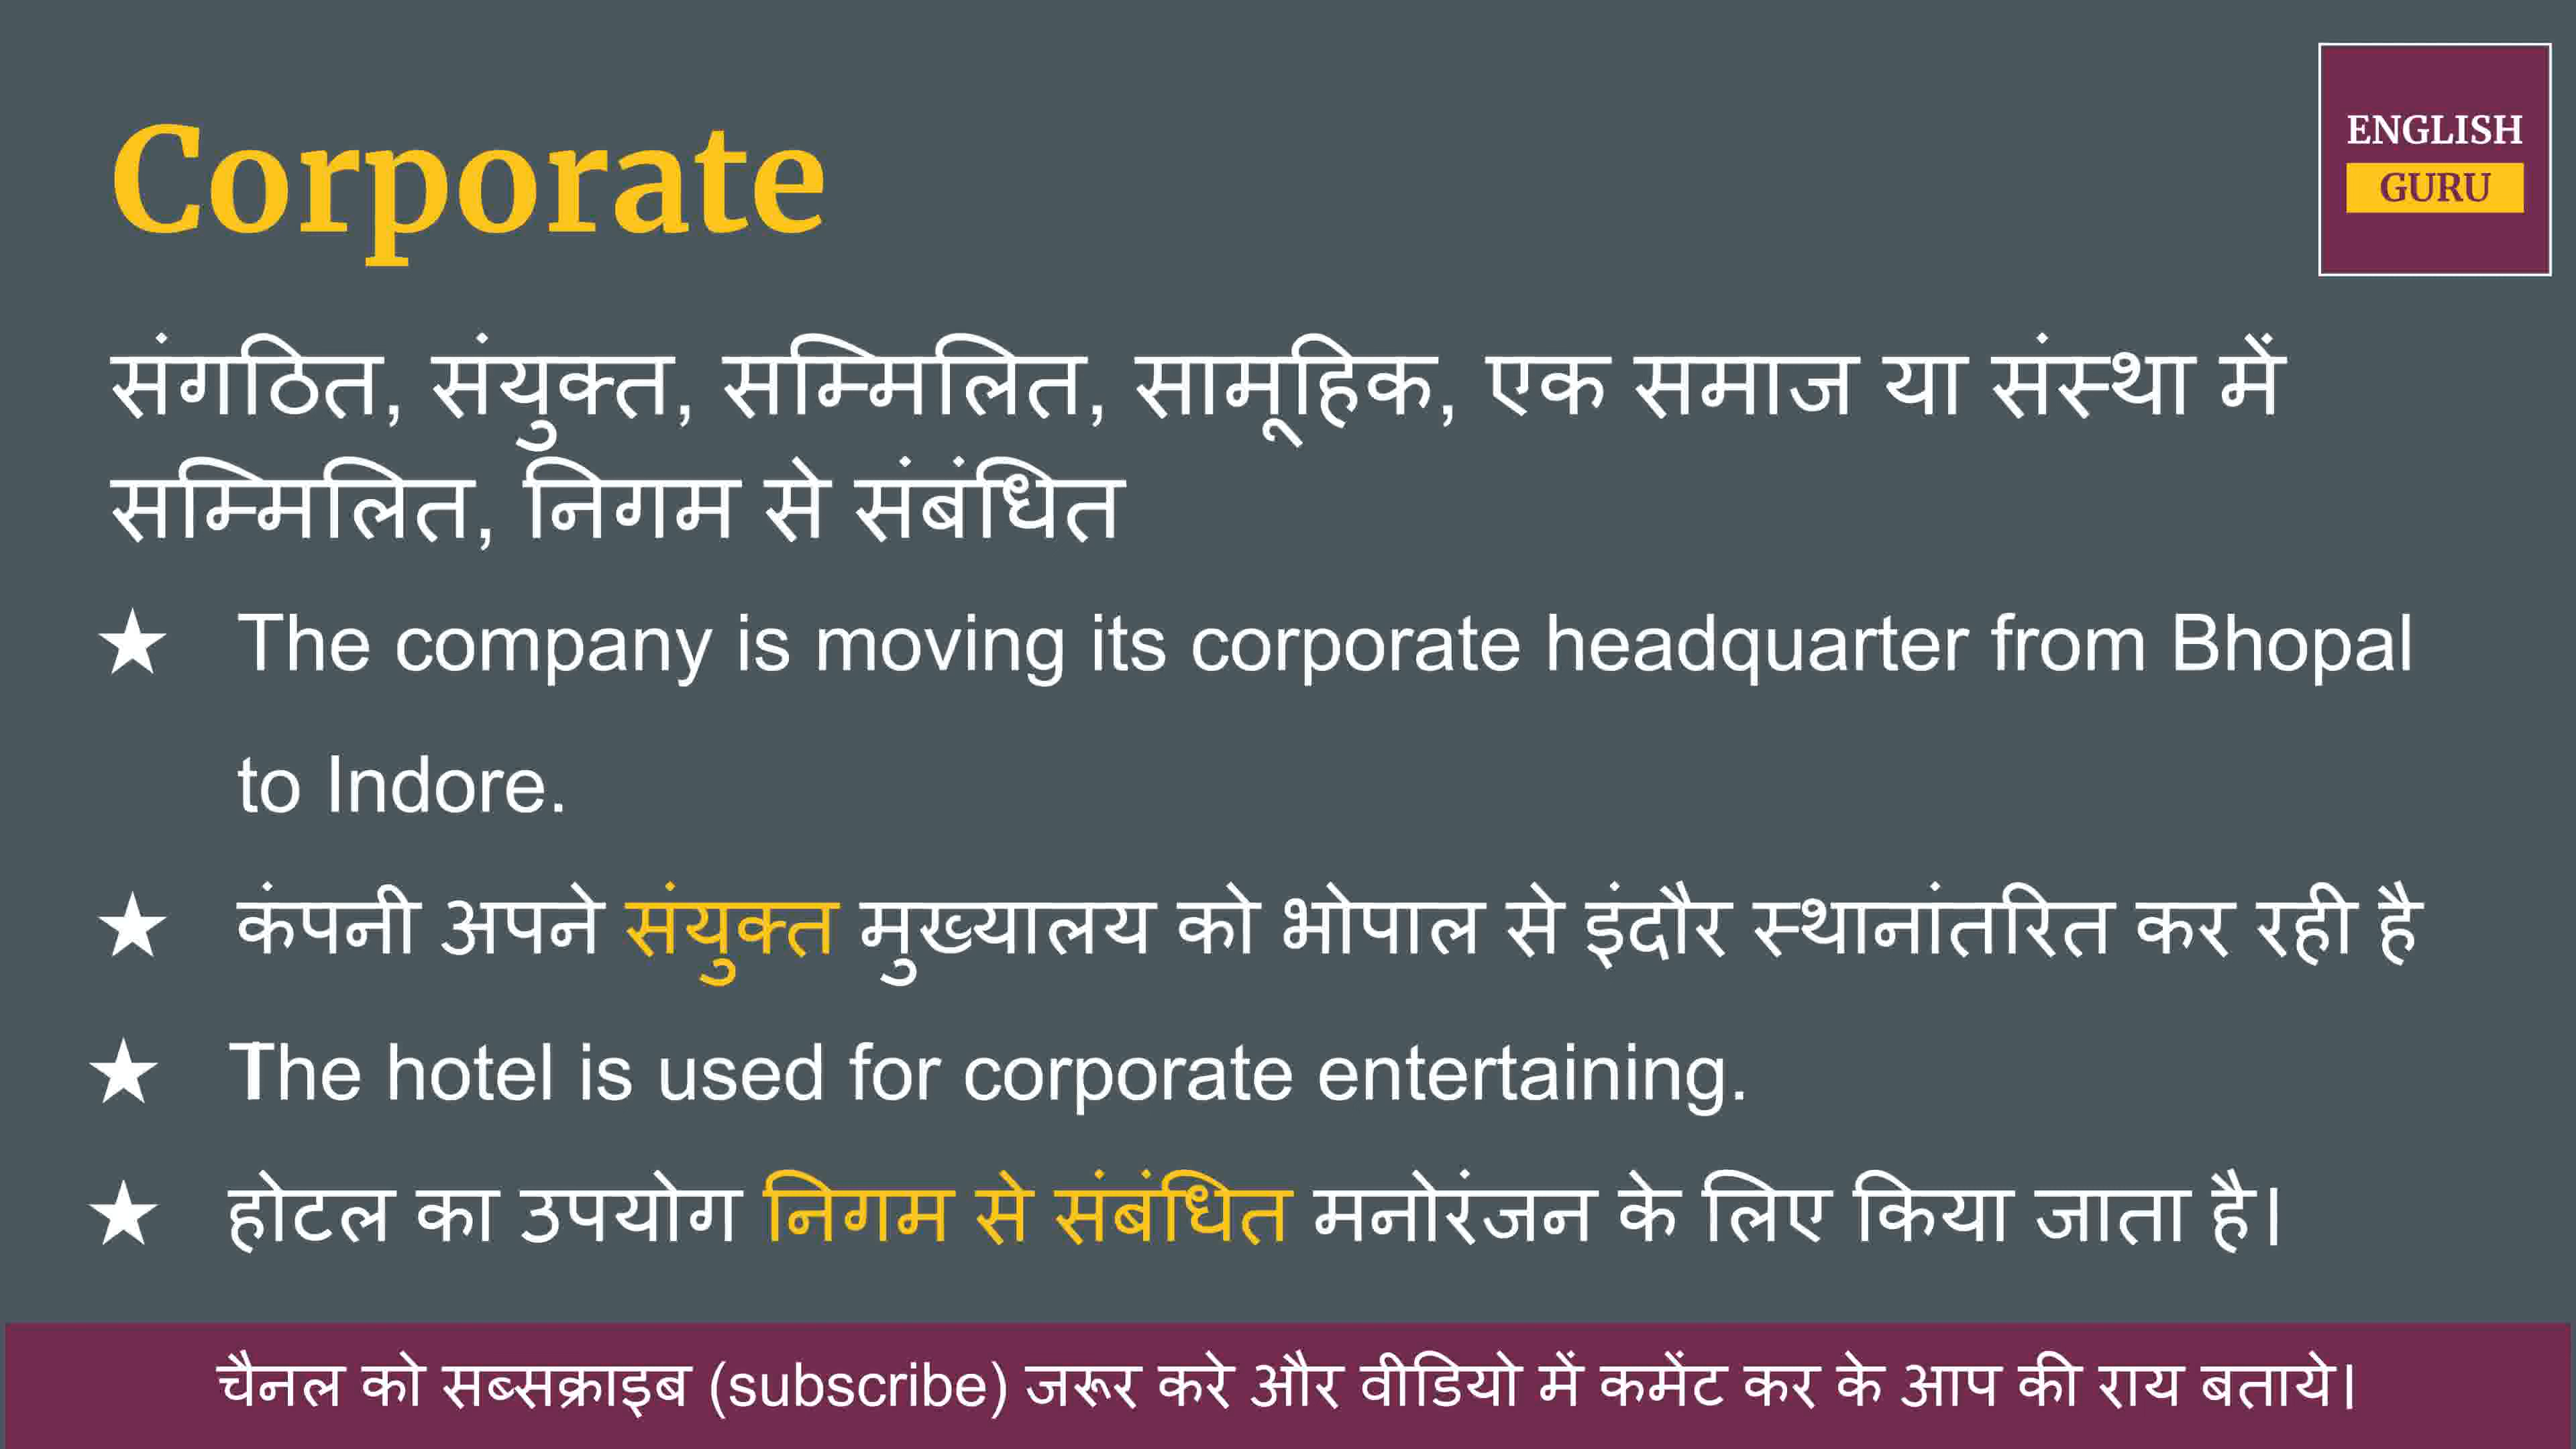 Corporate
ENGLISH
GURU
संगठित, संयुक्त, सम्मिलित, सामूहिक, एक समाज या संस्था में
सम्मिलित, निगम से संबंधित
★ The company is moving its corporate headquarter from Bhopal
to Indore.
★ कंपनी अपने संयुक्त मुख्यालय को भोपाल से इंदौर स्थानांतरित कर रही है
★ The hotel is used for corporate entertaining.
★ होटल का उपयोग निगम से संबंधित मनोरंजन के लिए किया जाता है।
चैनल को सब्सक्राइब (subscribe) जरूर करे और वीडियो में कमेंट कर के आप की राय बताये।